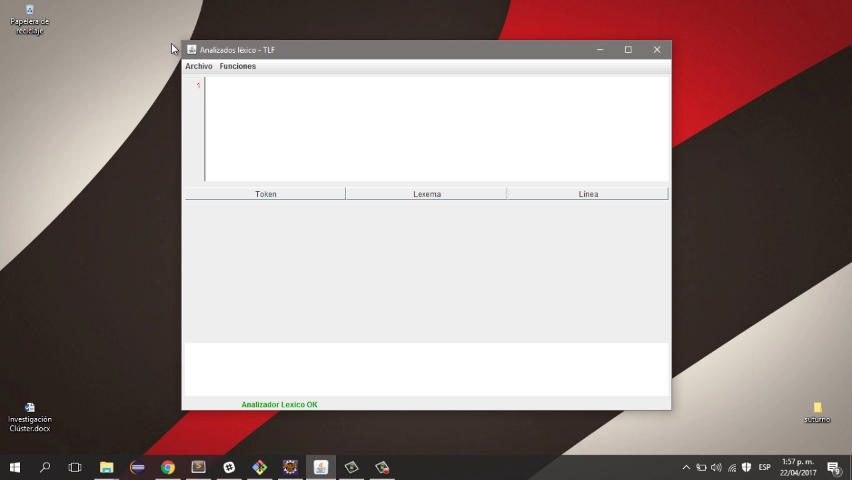 Papelera de
reciclaje
Analizados léxico - TLF
Archivo Funciones
1
Token Lexema Línea
Analizador Lexico OK
Investigación
Clúster.docx
suturno
ESP
1:57 p. m.
22/04/2017
9